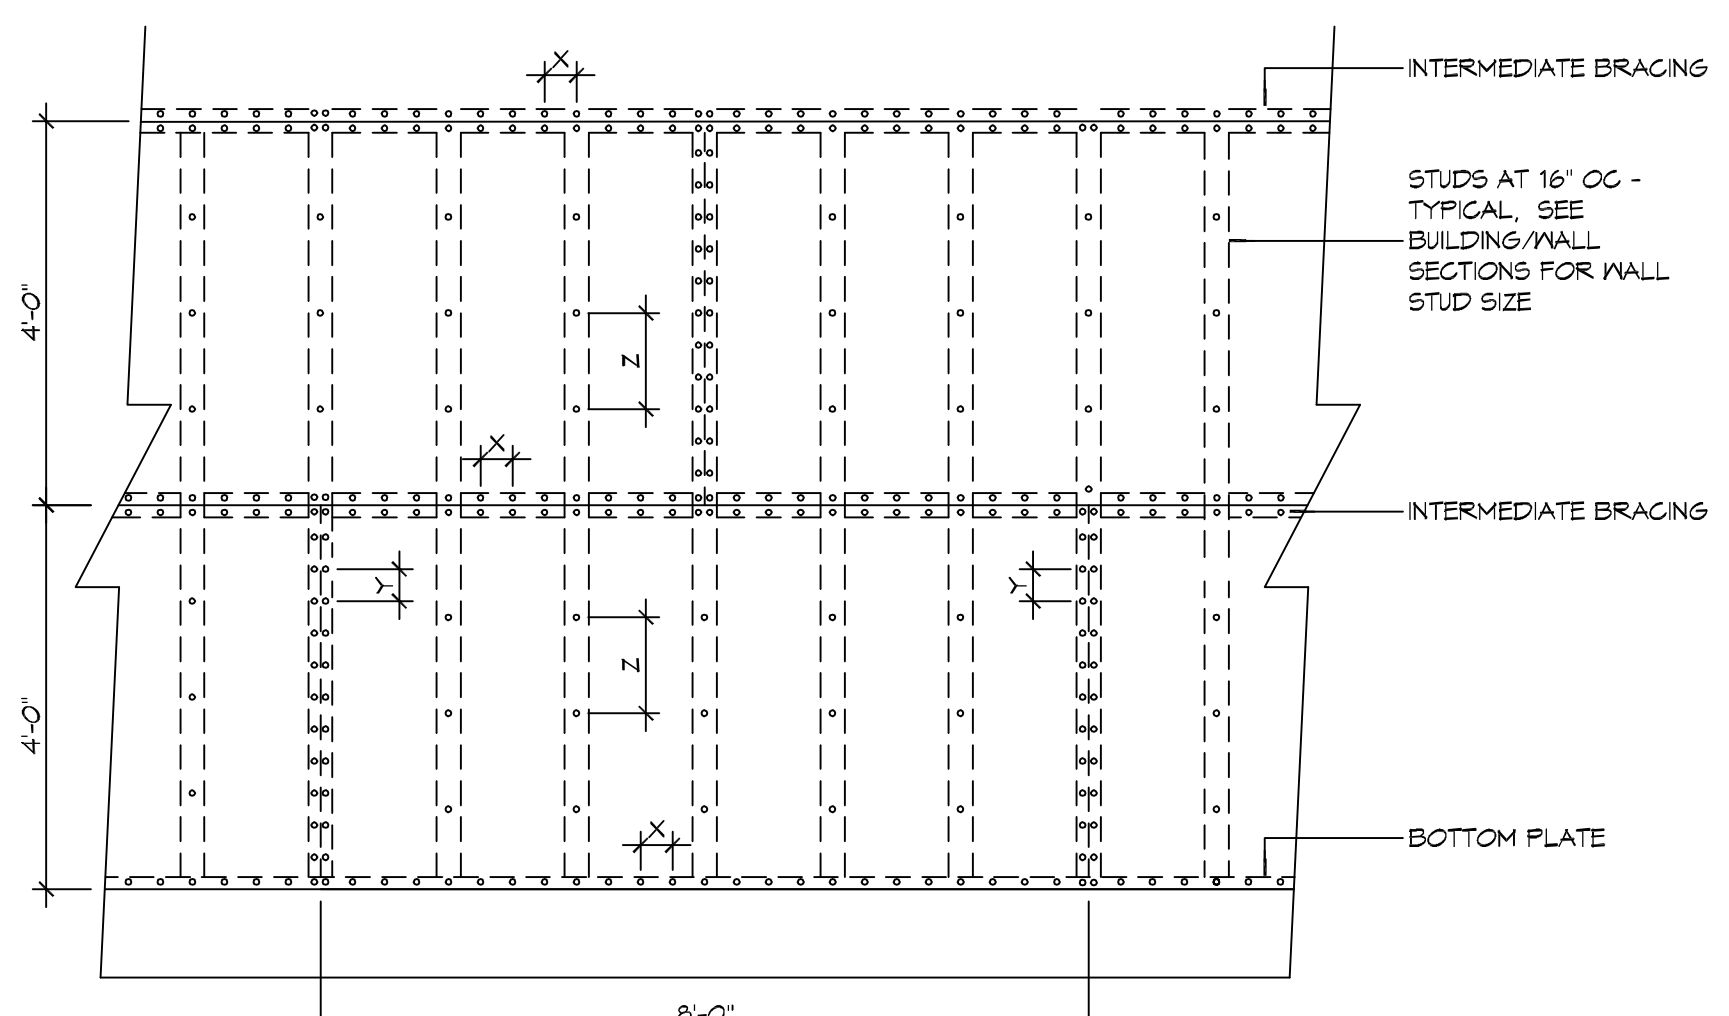 X
INTERMEDIATE BRACING
STUDS AT 16" OC -
TYPICAL, SEE
BUILDING/WALL
SECTIONS FOR WALL
STUD SIZE
4'-0"
Z
X
INTERMEDIATE BRACING
Y
Y
Z
4'-0"
X
BOTTOM PLATE
8'-0"